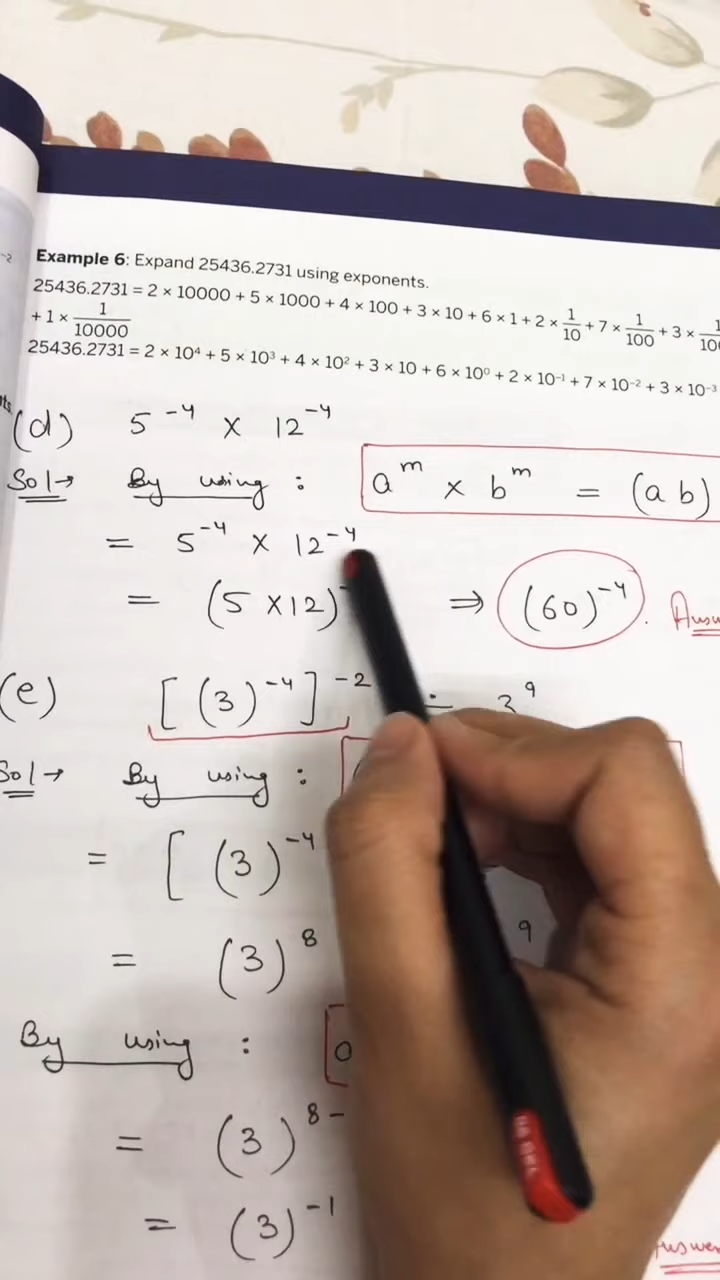 Example 6: Expand 25436.2731 using exponents.
25436.2731 = 2 × 10000 + 5 × 1000 + 4 × 100 + 3 × 10 + 6 × 1 + 2 × 1/10 + 7 × 1/100 + 3 ×
+ 1 × 1/10000
25436.2731 = 2 × 10⁴ + 5 × 10³ + 4 × 10² + 3 × 10 + 6 × 10⁰ + 2 × 10⁻¹ + 7 × 10⁻² + 3 × 10⁻³
(d) 5⁻⁴ × 12⁻⁴
Sol→ By using : aᵐ × bᵐ = (ab)
= 5⁻⁴ × 12⁻⁴
= (5 × 12) ⇒ (60)⁻⁴. Answ
(e) [(3)⁻⁴]⁻² ÷ 3⁹
Sol→ By using :
= [(3)⁻⁴
= (3)⁸ 9
By using :
= (3)⁸⁻
= (3)⁻¹
Answer